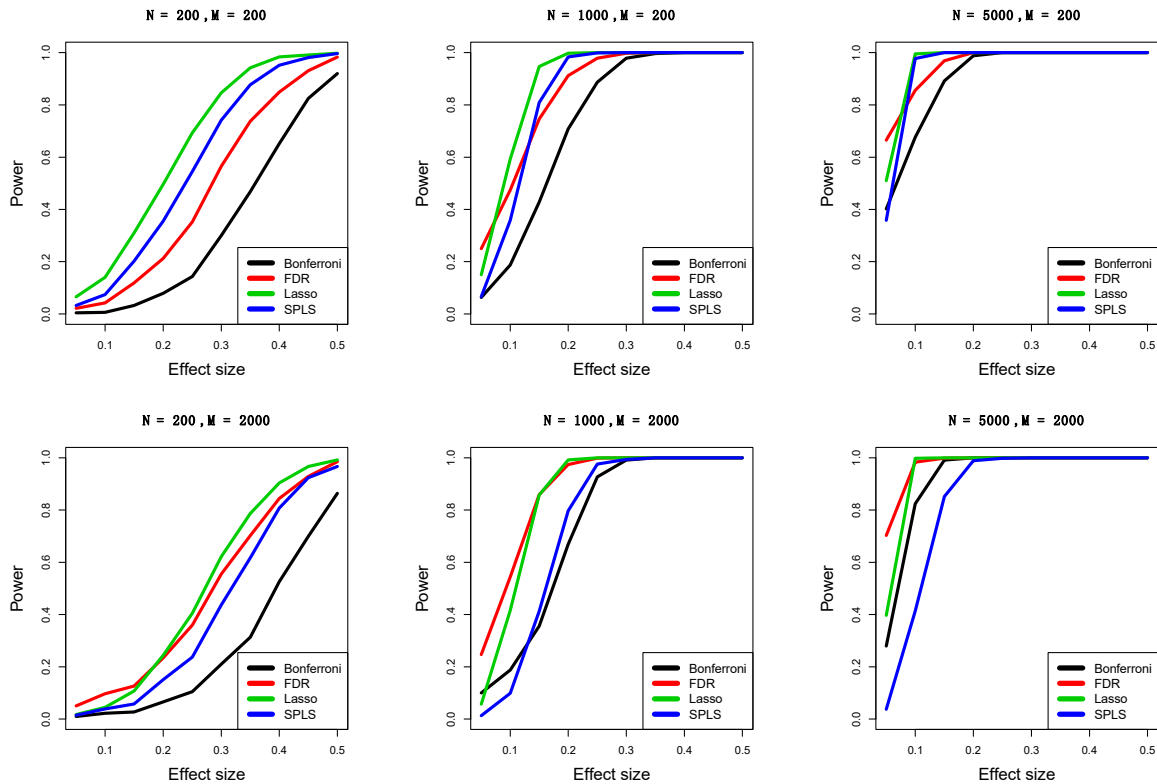 N = 200 , M = 200
Power
0.0
0.2
0.4
0.6
0.8
1.0
0.1
0.2
0.3
0.4
0.5
Effect size
Bonferroni
FDR
Lasso
SPLS
N = 1000 , M = 200
Power
0.0
0.2
0.4
0.6
0.8
1.0
0.1
0.2
0.3
0.4
0.5
Effect size
Bonferroni
FDR
Lasso
SPLS
N = 5000 , M = 200
Power
0.0
0.2
0.4
0.6
0.8
1.0
0.1
0.2
0.3
0.4
0.5
Effect size
Bonferroni
FDR
Lasso
SPLS
N = 200 , M = 2000
Power
0.0
0.2
0.4
0.6
0.8
1.0
0.1
0.2
0.3
0.4
0.5
Effect size
Bonferroni
FDR
Lasso
SPLS
N = 1000 , M = 2000
Power
0.0
0.2
0.4
0.6
0.8
1.0
0.1
0.2
0.3
0.4
0.5
Effect size
Bonferroni
FDR
Lasso
SPLS
N = 5000 , M = 2000
Power
0.0
0.2
0.4
0.6
0.8
1.0
0.1
0.2
0.3
0.4
0.5
Effect size
Bonferroni
FDR
Lasso
SPLS